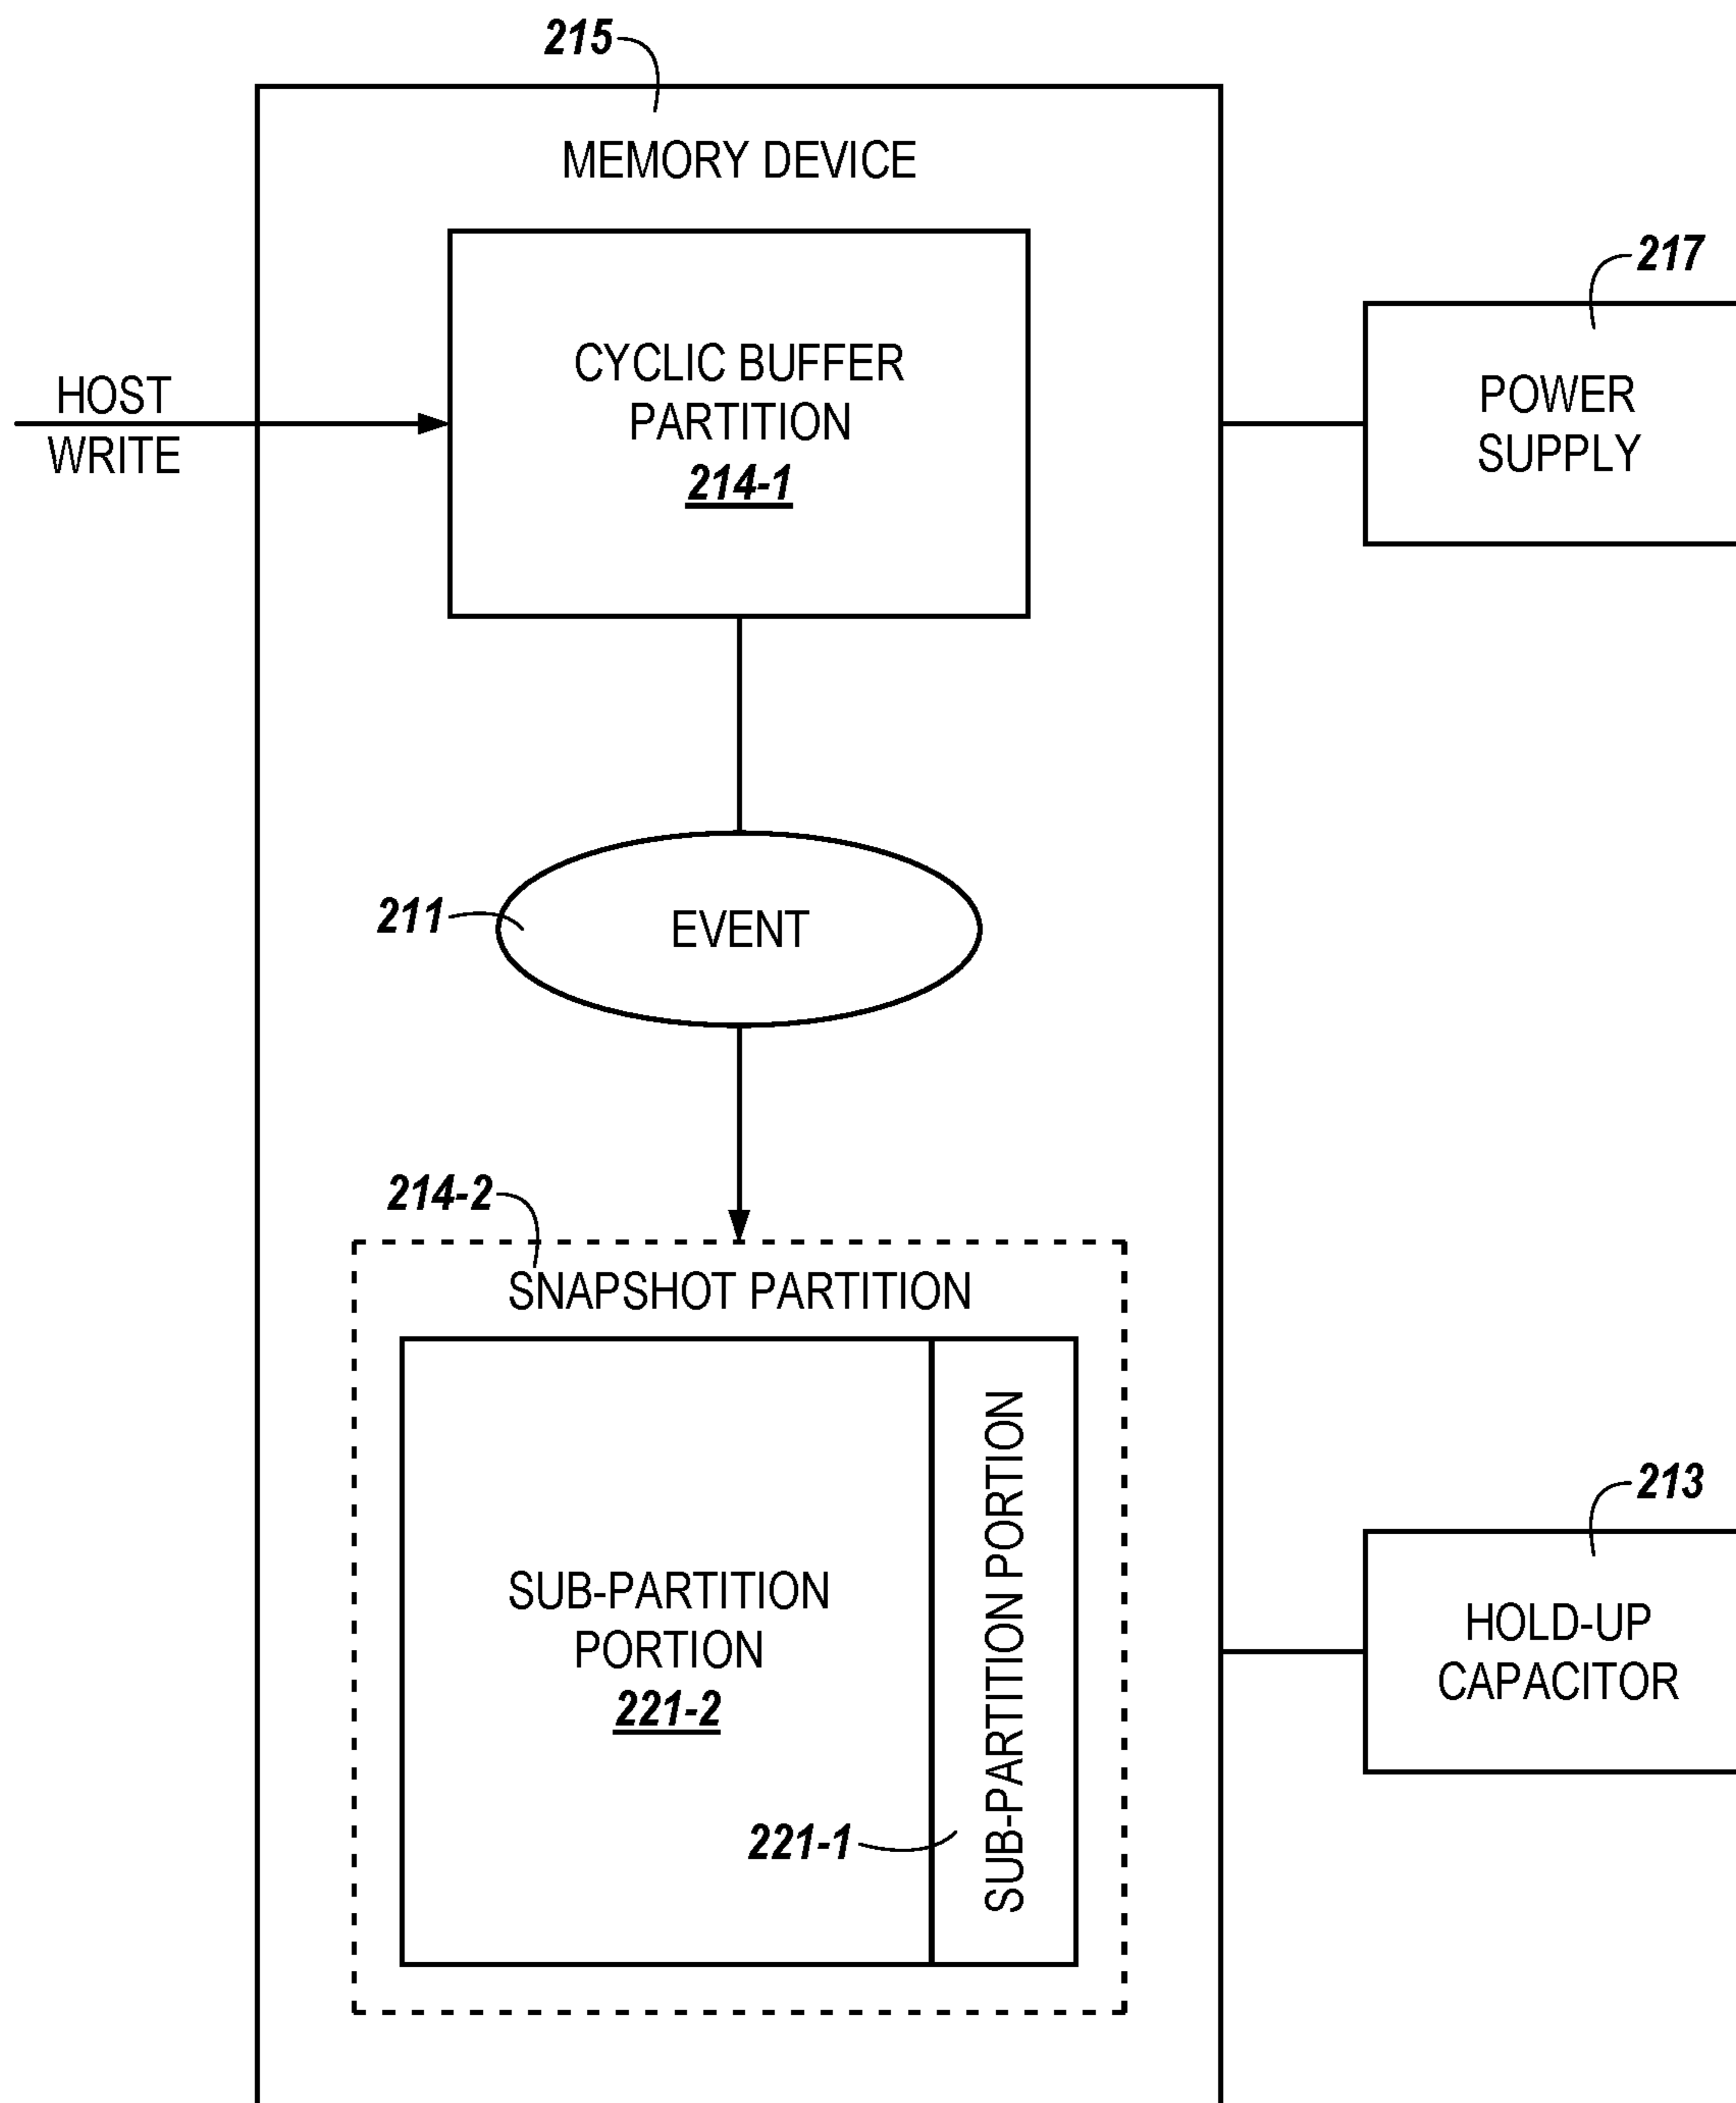 215
MEMORY DEVICE
217
CYCLIC BUFFER
PARTITION
214-1
HOST
WRITE
POWER
SUPPLY
211
EVENT
214-2
SNAPSHOT PARTITION
213
SUB-PARTITION
PORTION
221-2
SUB-PARTITION PORTION
221-1
HOLD-UP
CAPACITOR